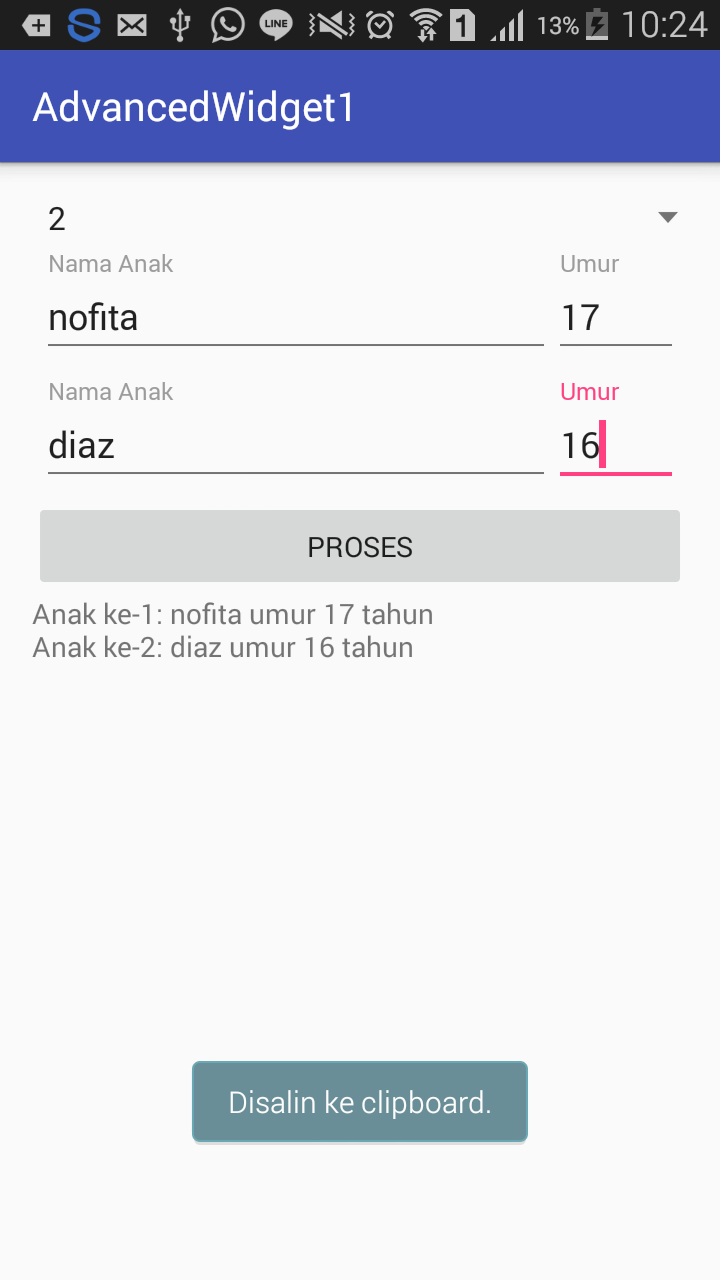 LINE 1 13% 10:24
AdvancedWidget1
2
Nama Anak Umur
nofita 17
Nama Anak Umur
diaz 16
PROSES
Anak ke-1: nofita umur 17 tahun
Anak ke-2: diaz umur 16 tahun
Disalin ke clipboard.